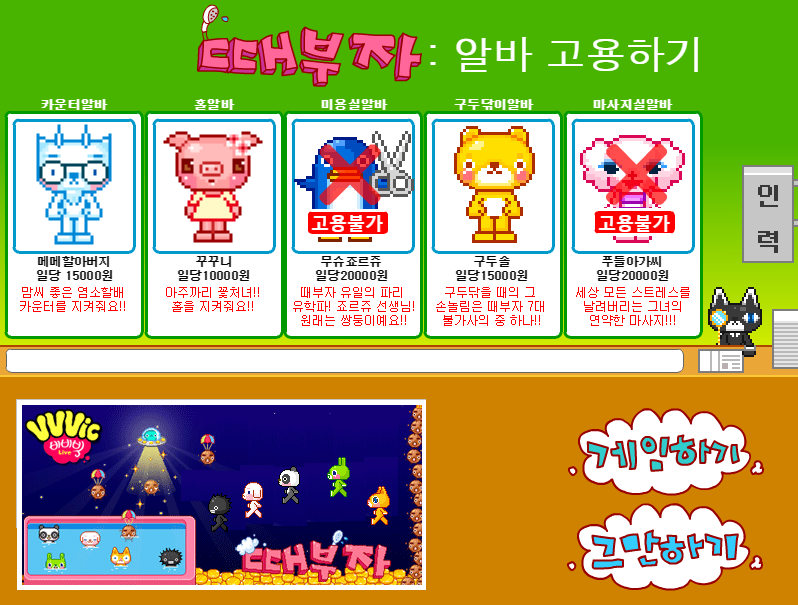 때부자 : 알바 고용하기
카운터알바
홀알바
미용실알바
구두닦이알바
마사지실알바
고용불가
고용불가
메메할아버지
일당 15000원
맘씨 좋은 염소할배
카운터를 지켜줘요!!
꾸꾸니
일당10000원
아주까리 꽃처녀!!
홀을 지켜줘요!!
무슈죠르쥬
일당20000원
때부자 유일의 파리
유학파! 죠르쥬 선생님!
원래는 쌍둥이예요!!
구두솔
일당15000원
구두닦을 때의 그
손놀림은 때부자 7대
불가사의 중 하나!!
푸들아가씨
일당20000원
세상 모든 스트레스를
날려버리는 그녀의
연약한 마사지!!!
인
력
VVVic
비비빅
Live
때부자
게임하기
그만하기